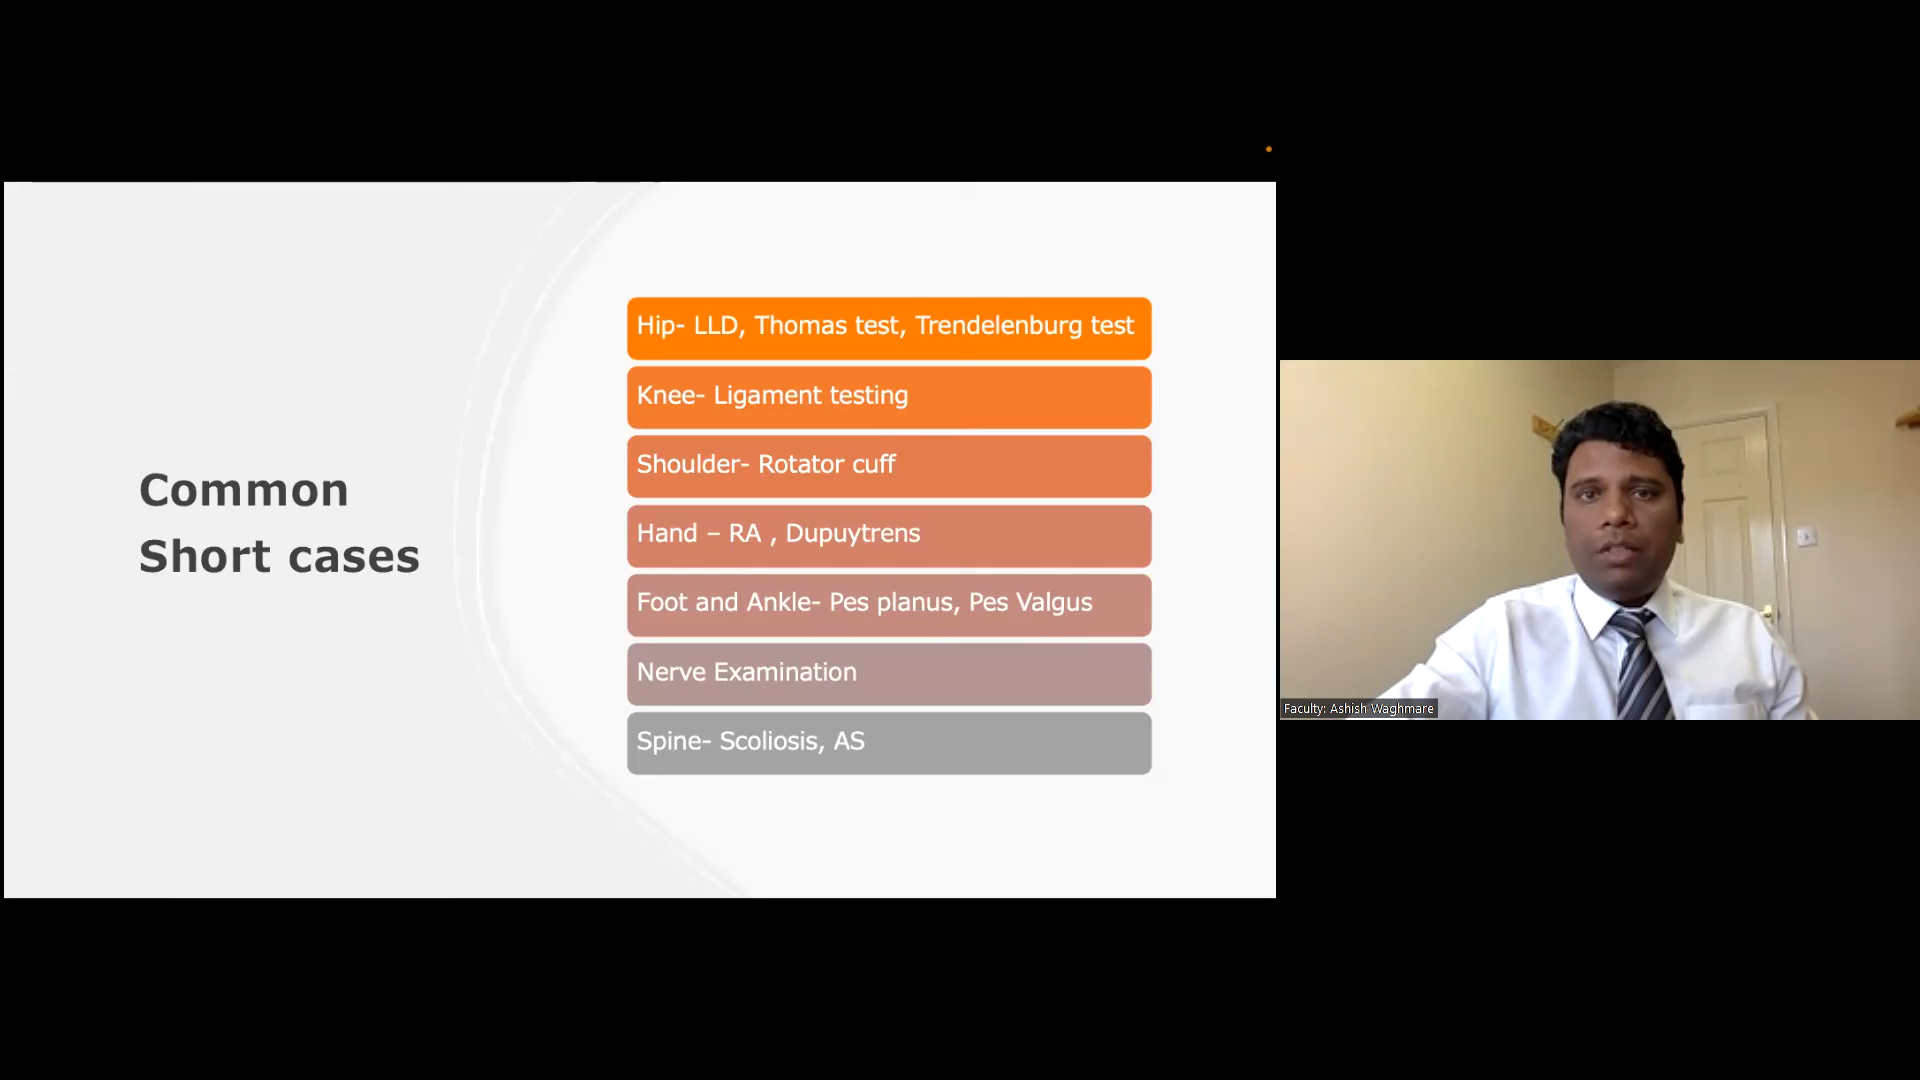 Common
Short cases
Hip- LLD, Thomas test, Trendelenburg test
Knee- Ligament testing
Shoulder- Rotator cuff
Hand – RA , Dupuytrens
Foot and Ankle- Pes planus, Pes Valgus
Nerve Examination
Spine- Scoliosis, AS
Faculty: Ashish Waghmare